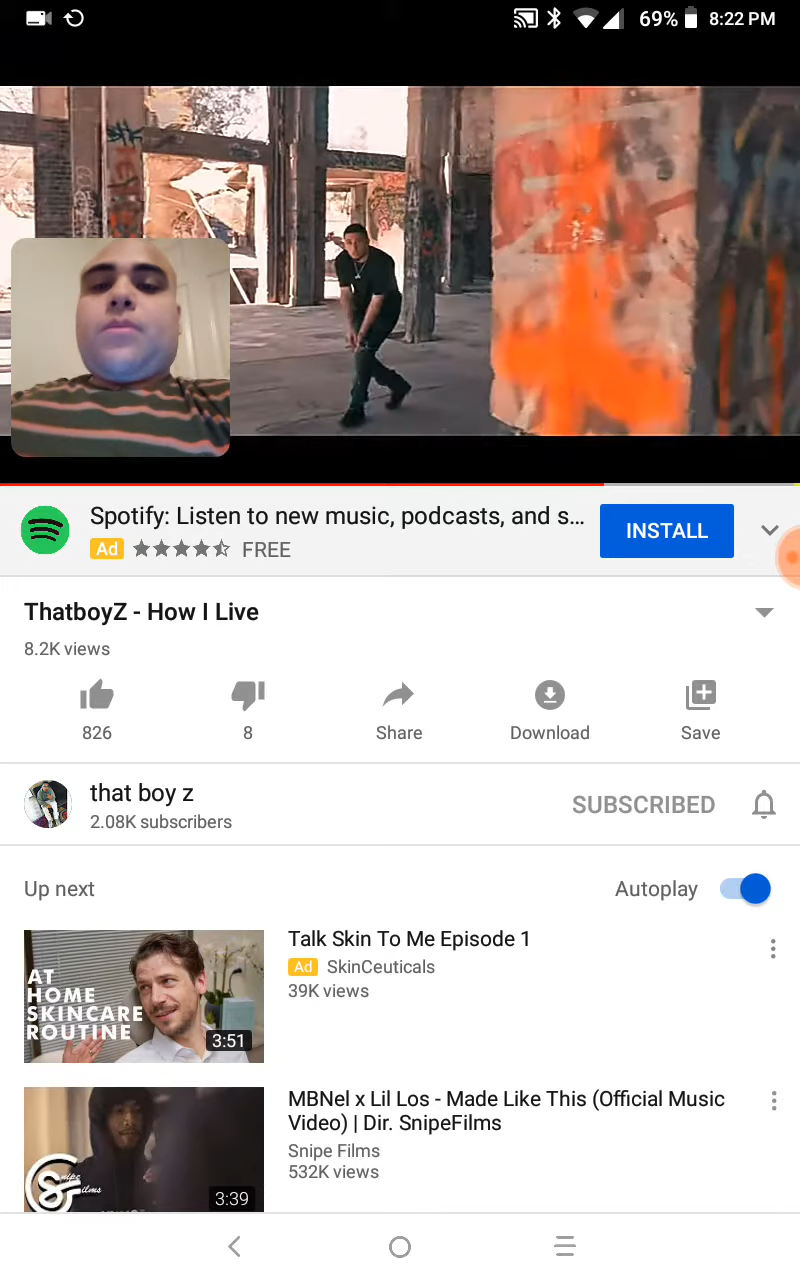 69% 8:22 PM
Spotify: Listen to new music, podcasts, and s...
INSTALL
Ad FREE
ThatboyZ - How I Live
8.2K views
826 8 Share Download Save
that boy z
2.08K subscribers
SUBSCRIBED
Up next Autoplay
AT
HOME
SKINCARE
ROUTINE
3:51
Talk Skin To Me Episode 1
Ad SkinCeuticals
39K views
Snipe
Films
3:39
MBNel x Lil Los - Made Like This (Official Music
Video) | Dir. SnipeFilms
Snipe Films
532K views